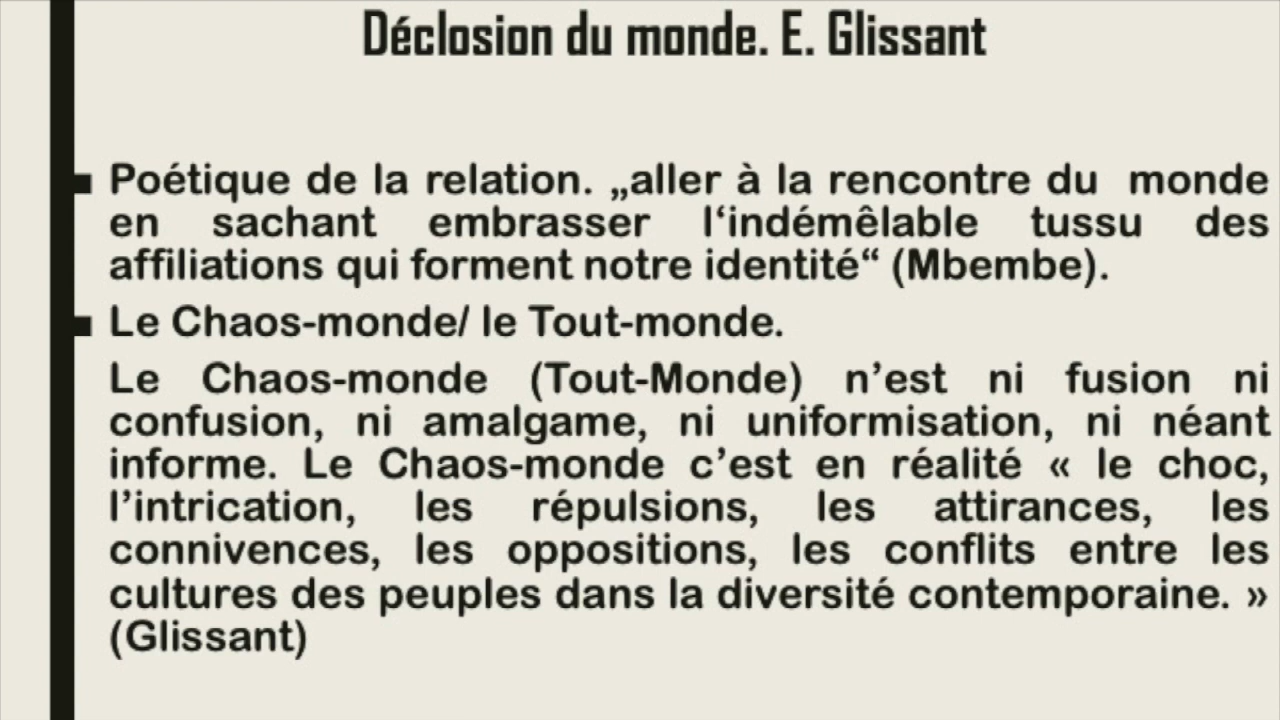 Déclosion du monde. E. Glissant
Poétique de la relation. „aller à la rencontre du monde
en sachant embrasser l‘indémêlable tussu des
affiliations qui forment notre identité“ (Mbembe).
Le Chaos-monde/ le Tout-monde.
Le Chaos-monde (Tout-Monde) n’est ni fusion ni
confusion, ni amalgame, ni uniformisation, ni néant
informe. Le Chaos-monde c’est en réalité « le choc,
l’intrication, les répulsions, les attirances, les
connivences, les oppositions, les conflits entre les
cultures des peuples dans la diversité contemporaine. »
(Glissant)